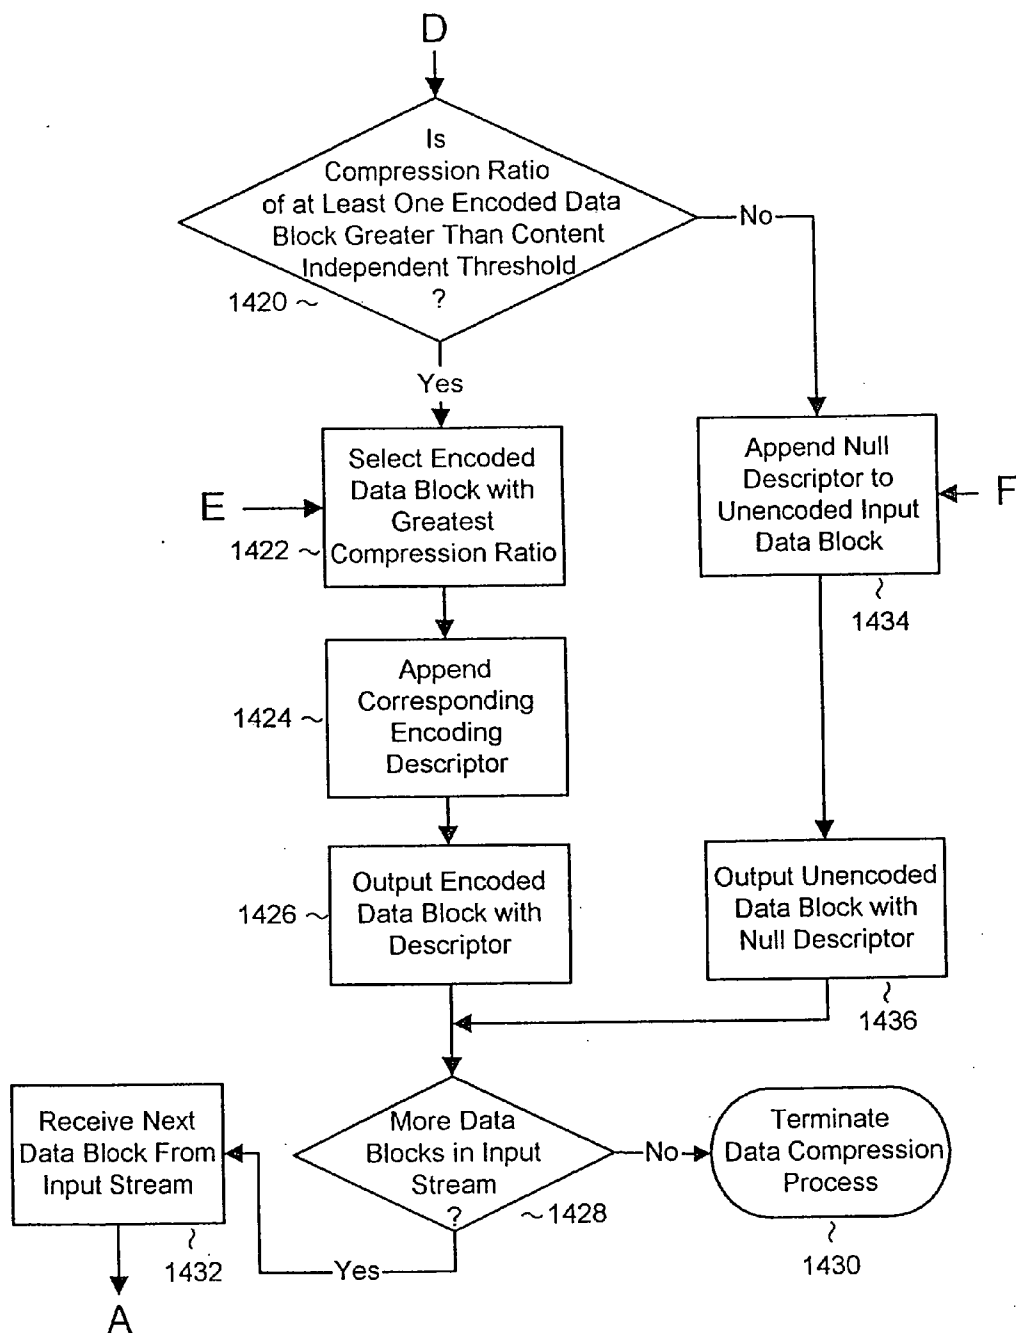 D
Is
Compression Ratio
of at Least One Encoded Data
Block Greater Than Content
Independent Threshold
?
1420 ~
No
Yes
E
Select Encoded
Data Block with
Greatest
Compression Ratio
1422 ~
Append Null
Descriptor to
Unencoded Input
Data Block
F
1434
Append
Corresponding
Encoding
Descriptor
1424 ~
Output Encoded
Data Block with
Descriptor
1426 ~
Output Unencoded
Data Block with
Null Descriptor
1436
Receive Next
Data Block From
Input Stream
1432
More Data
Blocks in Input
Stream
?
~1428
No
Terminate
Data Compression
Process
1430
Yes
A